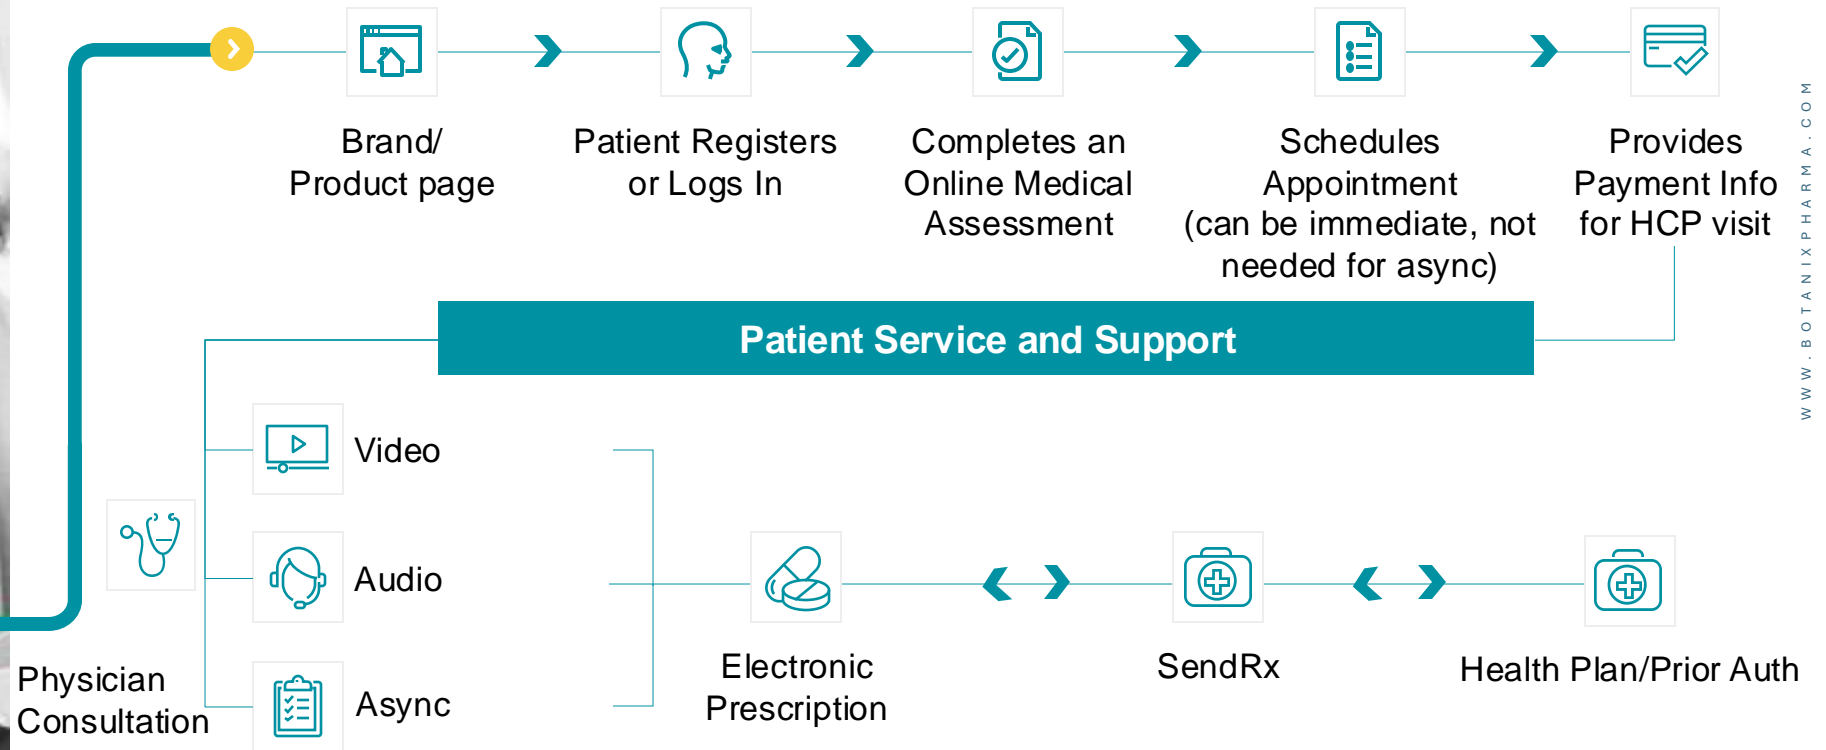 Brand/
Product page
Patient Registers
or Logs In
Completes an
Online Medical
Assessment
Schedules
Appointment
(can be immediate, not
needed for async)
Provides
Payment Info
for HCP visit
WWW.BOTANIXPHARMA.COM
Patient Service and Support
Video
Audio
Async
Physician
Consultation
Electronic
Prescription
SendRx
Health Plan/Prior Auth